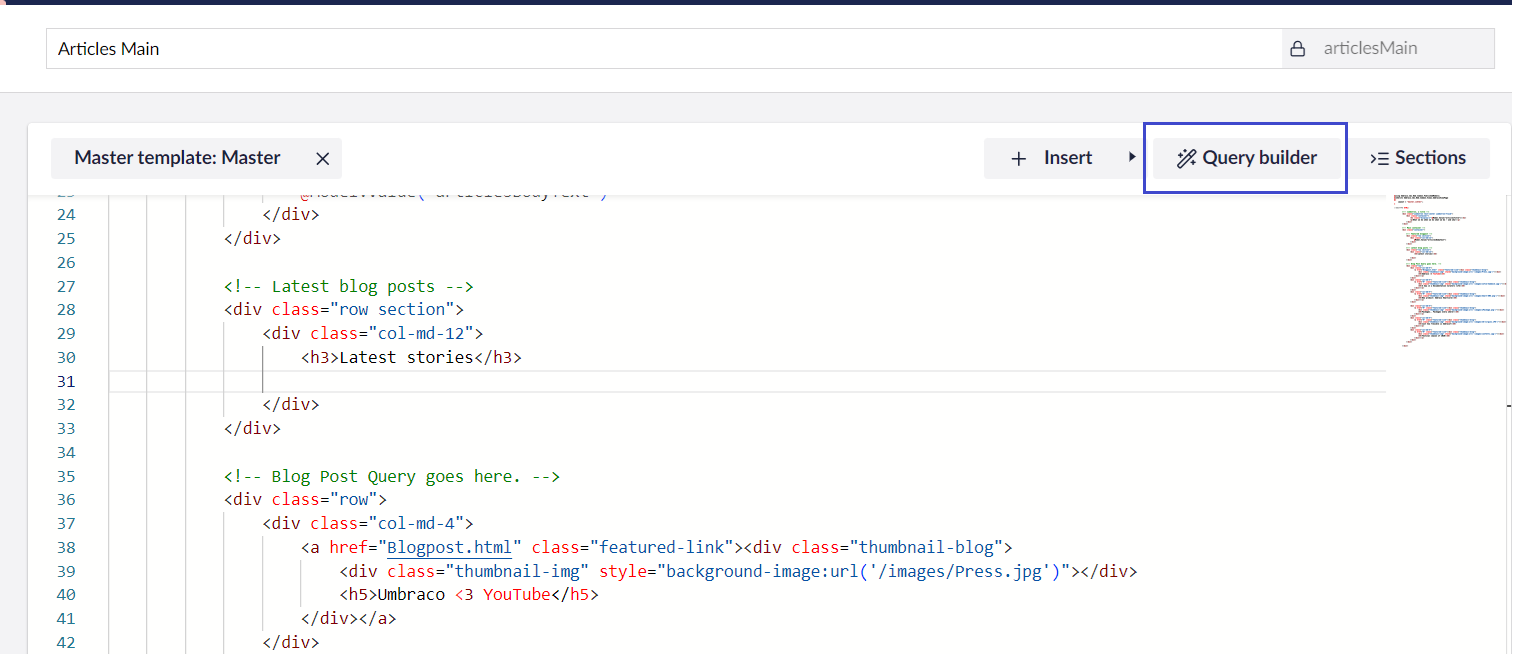 Articles Main articlesMain
Master template: Master Insert Query builder Sections
23 @Model.Value("articlesBodyText")
24 </div>
25 </div>
26
27 <!-- Latest blog posts -->
28 <div class="row section">
29 <div class="col-md-12">
30 <h3>Latest stories</h3>
31
32 </div>
33 </div>
34
35 <!-- Blog Post Query goes here. -->
36 <div class="row">
37 <div class="col-md-4">
38 <a href="Blogpost.html" class="featured-link"><div class="thumbnail-blog">
39 <div class="thumbnail-img" style="background-image:url('/images/Press.jpg')"></div>
40 <h5>Umbraco <3 YouTube</h5>
41 </div></a>
42 </div>